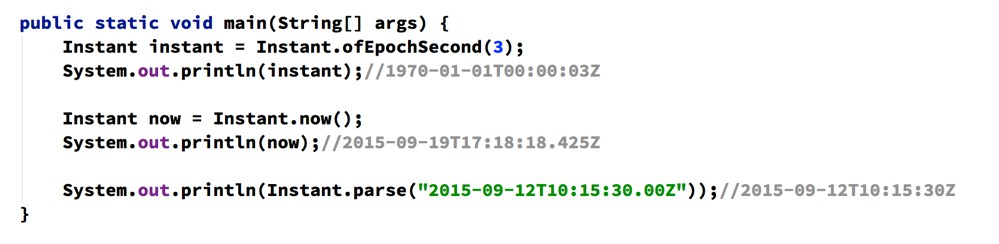 public static void main(String[] args) {
Instant instant = Instant.ofEpochSecond(3);
System.out.println(instant);//1970-01-01T00:00:03Z
Instant now = Instant.now();
System.out.println(now);//2015-09-19T17:18:18.425Z
System.out.println(Instant.parse("2015-09-12T10:15:30.00Z"));//2015-09-12T10:15:30Z
}